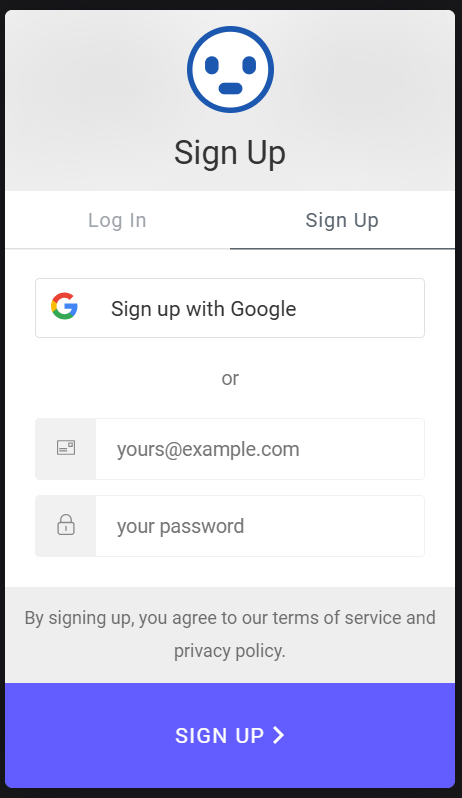 Sign Up
Log In
Sign Up
Sign up with Google
or
yours@example.com
your password
By signing up, you agree to our terms of service and
privacy policy.
SIGN UP